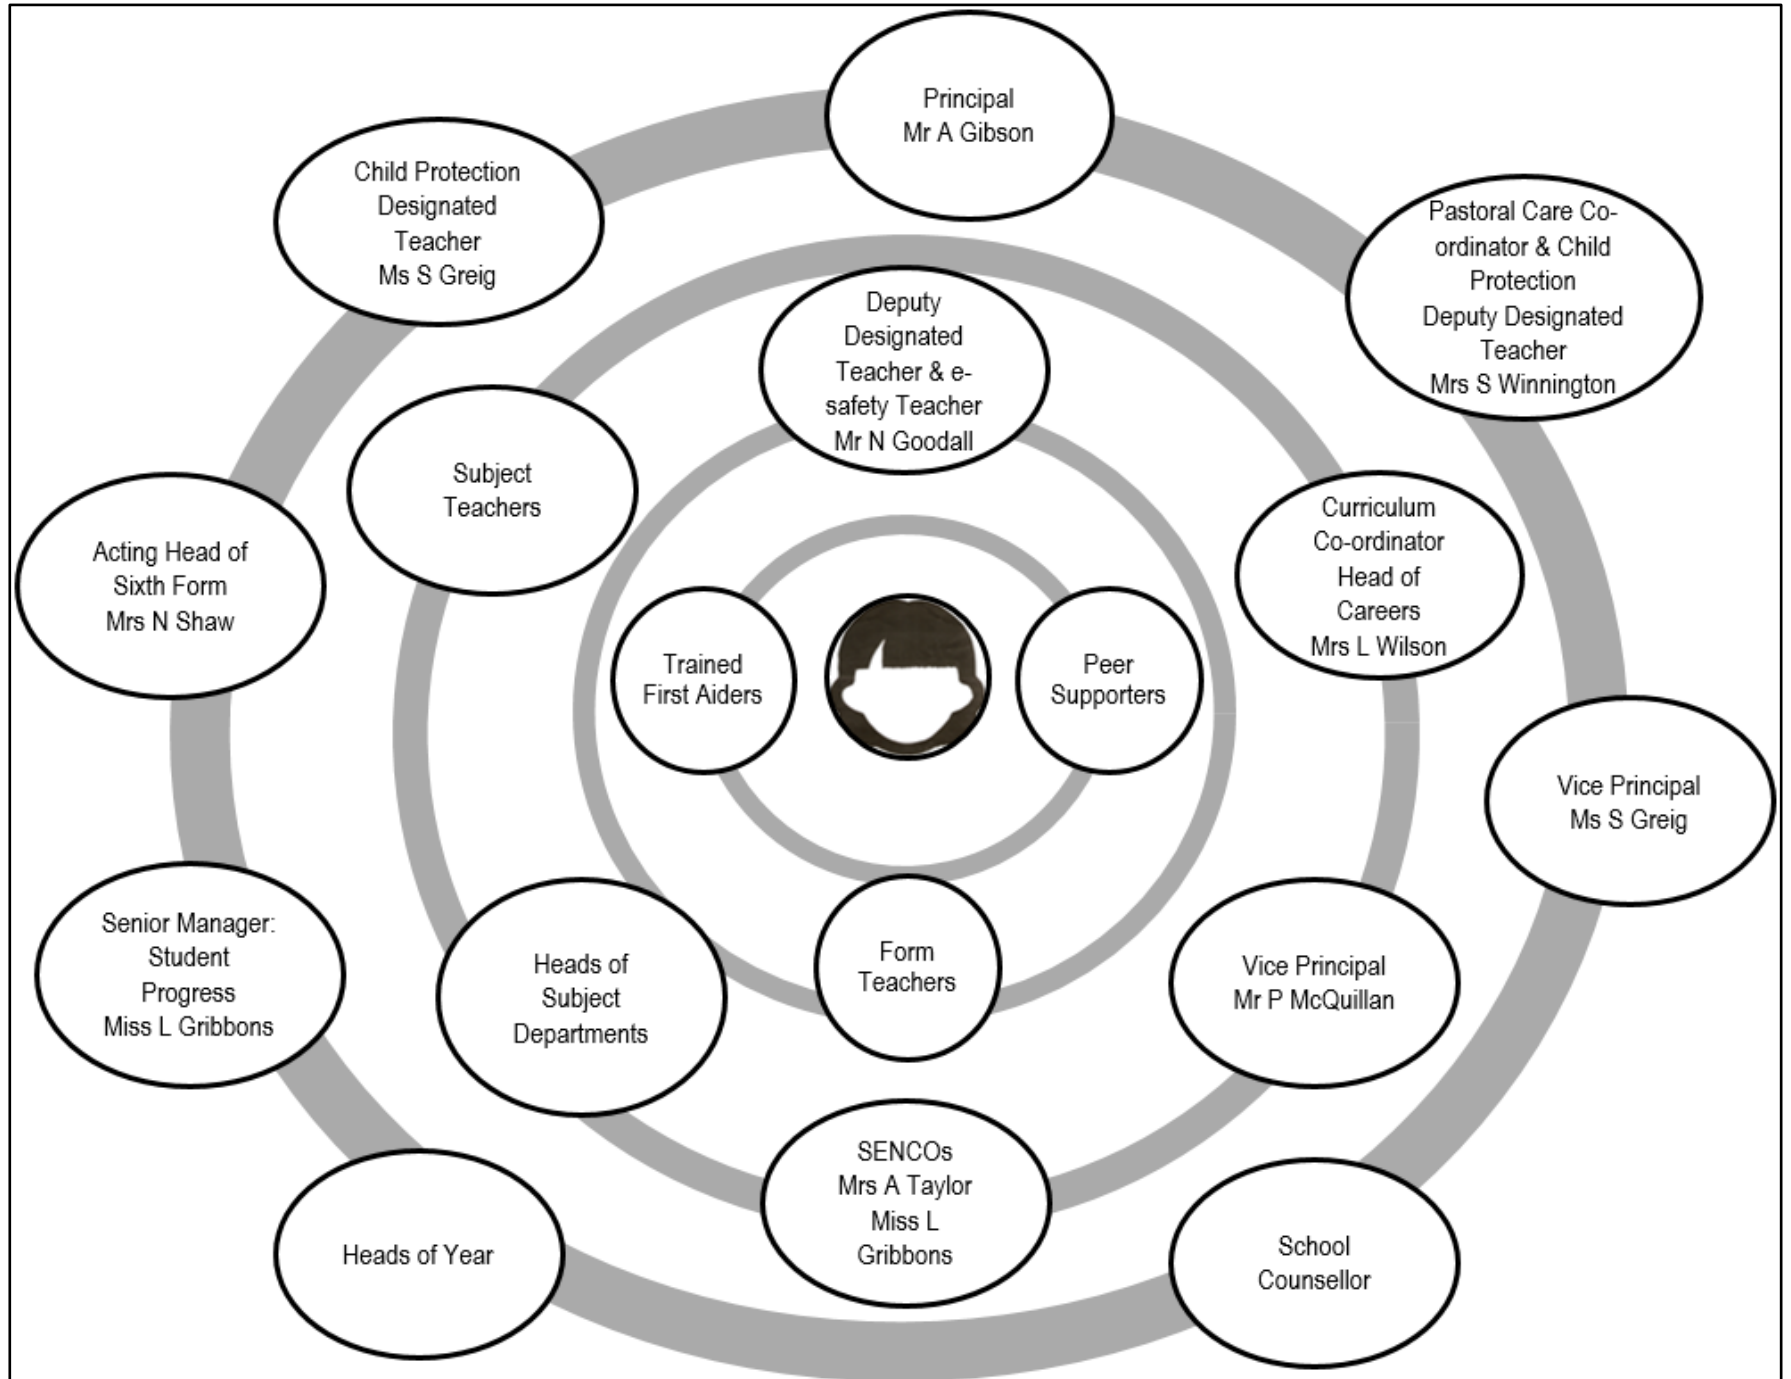 Principal
Mr A Gibson
Child Protection
Designated
Teacher
Ms S Greig
Pastoral Care Co-
ordinator & Child
Protection
Deputy Designated
Teacher
Mrs S Winnington
Deputy
Designated
Teacher & e-
safety Teacher
Mr N Goodall
Subject
Teachers
Curriculum
Co-ordinator
Head of
Careers
Mrs L Wilson
Acting Head of
Sixth Form
Mrs N Shaw
Trained
First Aiders
Peer
Supporters
Vice Principal
Ms S Greig
Senior Manager:
Student
Progress
Miss L Gribbons
Heads of
Subject
Departments
Form
Teachers
Vice Principal
Mr P McQuillan
Heads of Year
SENCOs
Mrs A Taylor
Miss L
Gribbons
School
Counsellor